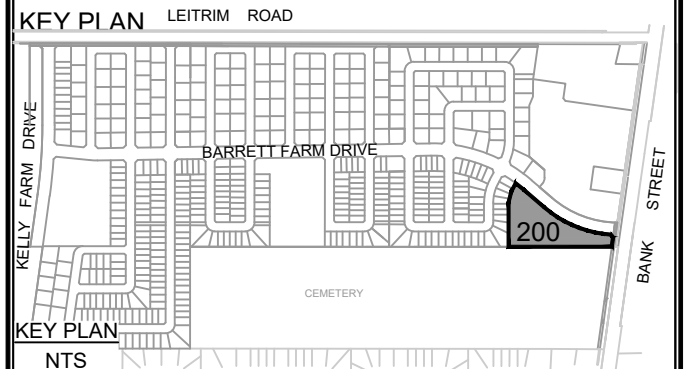 KEY PLAN
LEITRIM ROAD
KELLY FARM DRIVE
BARRETT FARM DRIVE
BANK STREET
200
CEMETERY
KEY PLAN
NTS